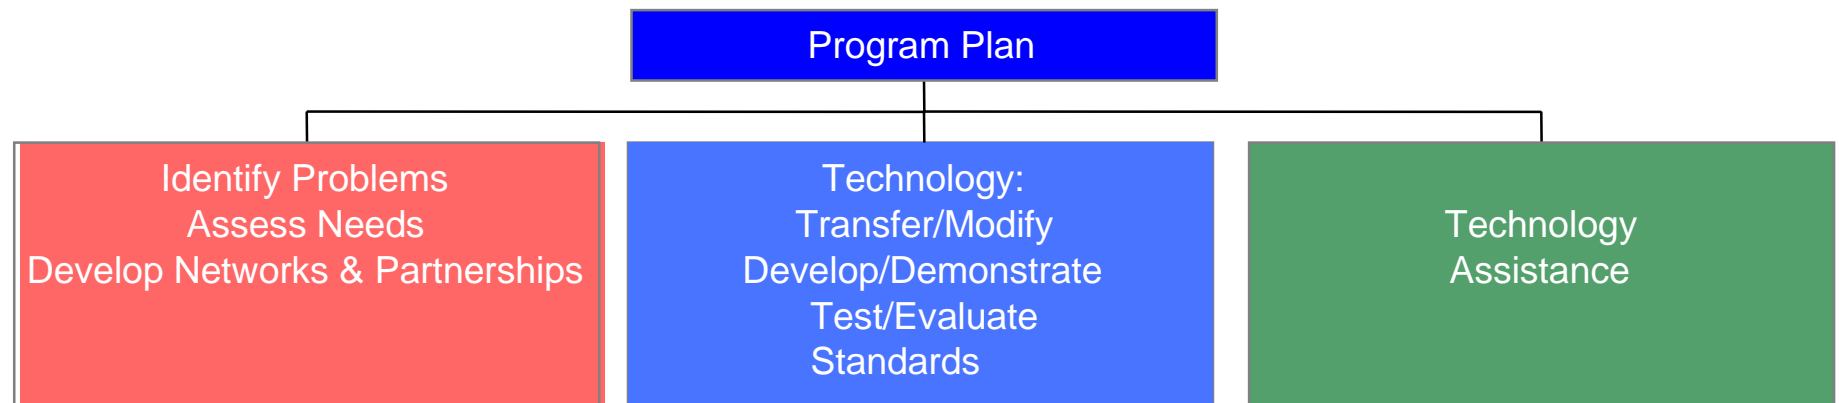 Program Plan
Identify Problems
Assess Needs
Develop Networks & Partnerships
Technology:
Transfer/Modify
Develop/Demonstrate
Test/Evaluate
Standards
Technology
Assistance